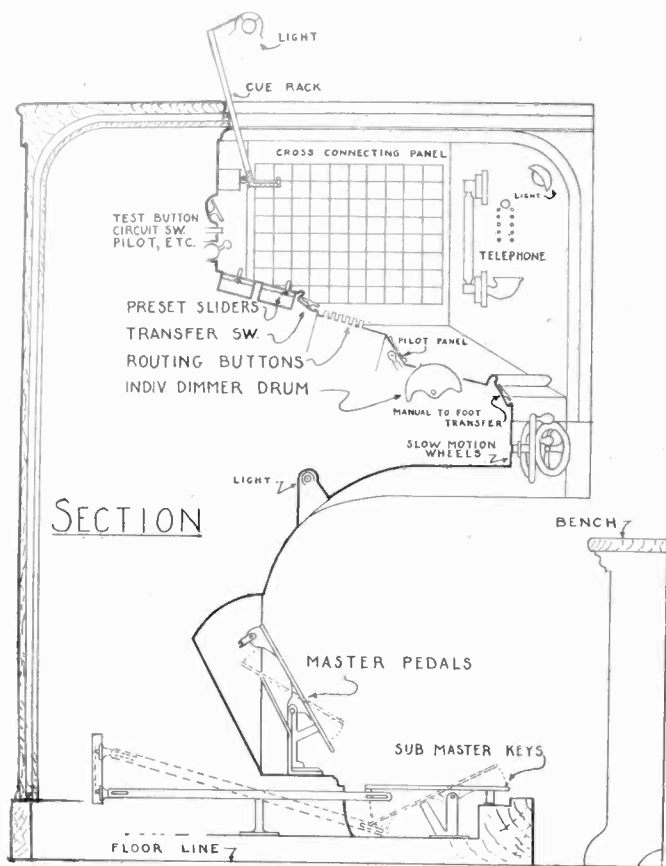 LIGHT
CUE RACK
CROSS CONNECTING PANEL
LIGHT
TEST BUTTON
CIRCUIT SW.
PILOT, ETC.
TELEPHONE
PRESET SLIDERS
TRANSFER SW.
ROUTING BUTTONS
INDIV DIMMER DRUM
PILOT PANEL
MANUAL TO FOOT
TRANSFER
SLOW MOTION
WHEELS
LIGHT
SECTION
BENCH
MASTER PEDALS
SUB MASTER KEYS
FLOOR LINE